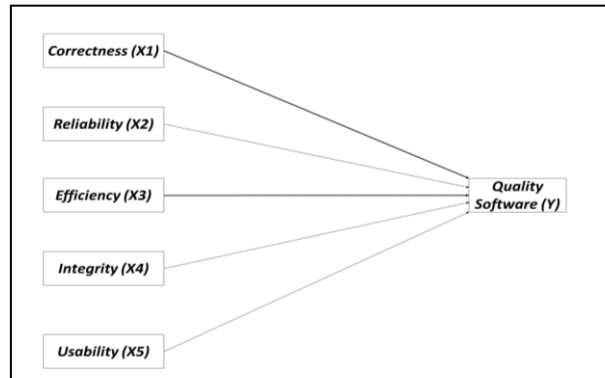 Correctness (X1)
Reliability (X2)
Efficiency (X3)
Quality
Software (Y)
Integrity (X4)
Usability (X5)